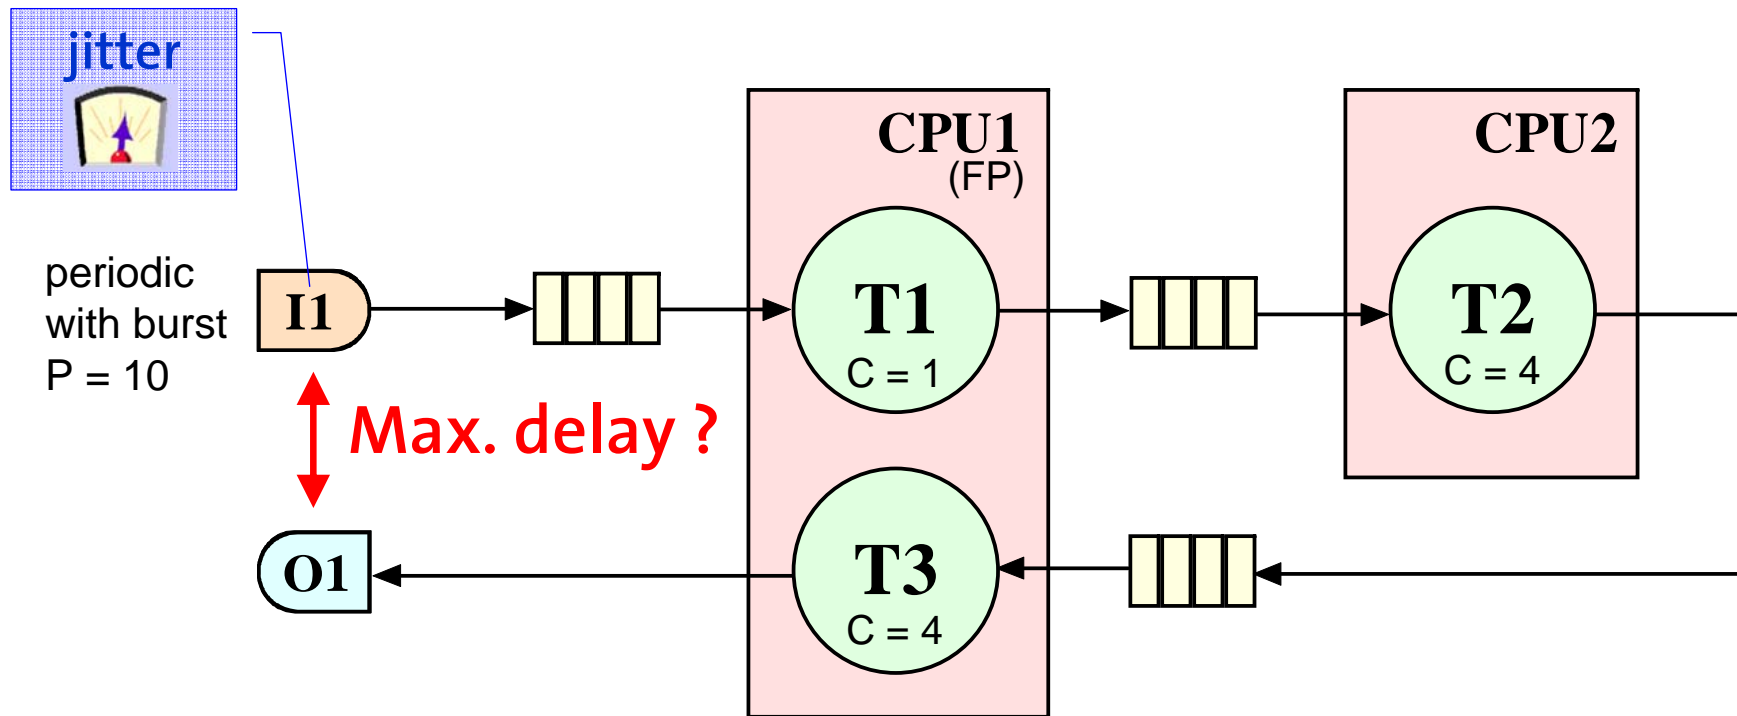 jitter
CPU1
(FP)
CPU2
periodic
with burst
P = 10
I1
T1
C = 1
T2
C = 4
Max. delay ?
O1
T3
C = 4